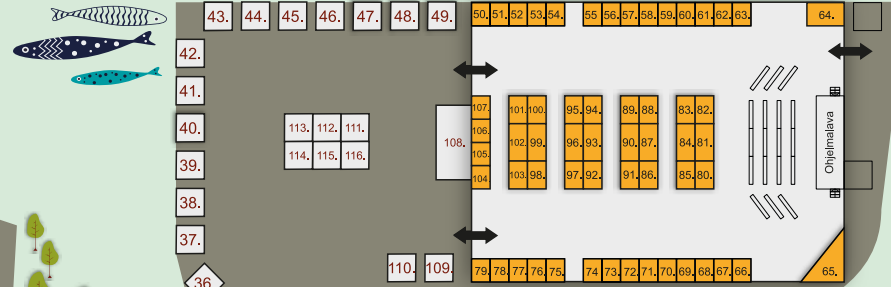 43. 44. 45. 46. 47. 48. 49. 50. 51. 52 53. 54. 55 56. 57. 58. 59. 60. 61. 62. 63. 64.
42.
41.
107. 101. 100. 95. 94. 89. 88. 83. 82.
40. 113. 112. 111. 106.
108. 102. 99. 96. 93. 90. 87. 84. 81. Ohjelmalava
39. 114. 115. 116. 105.
104. 103. 98. 97. 92. 91. 86. 85. 80.
38.
37.
36. 110. 109. 79. 78. 77. 76. 75. 74 73. 72. 71. 70. 69. 68. 67. 66. 65.